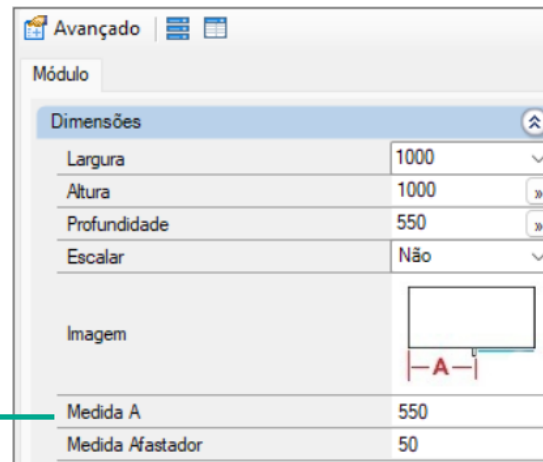 Avançado
Módulo
Dimensões
Largura 1000
Altura 1000
Profundidade 550
Escalar Não
Imagem
A
Medida A 550
Medida Afastador 50